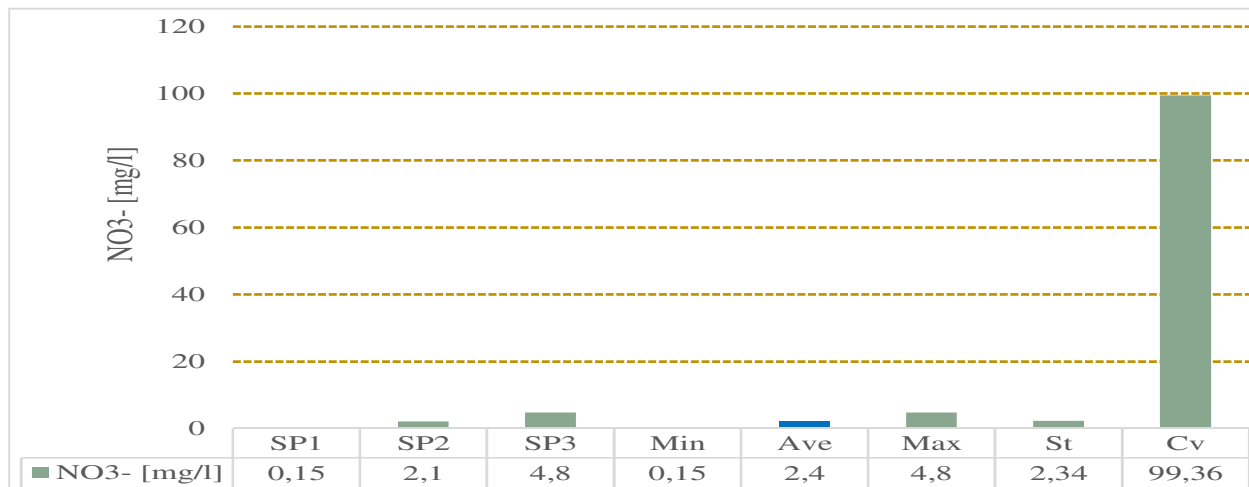 120
100
80
60
40
20
0
NO3- [mg/l]
SP1 SP2 SP3 Min Ave Max St Cv
NO3- [mg/l] 0,15 2,1 4,8 0,15 2,4 4,8 2,34 99,36